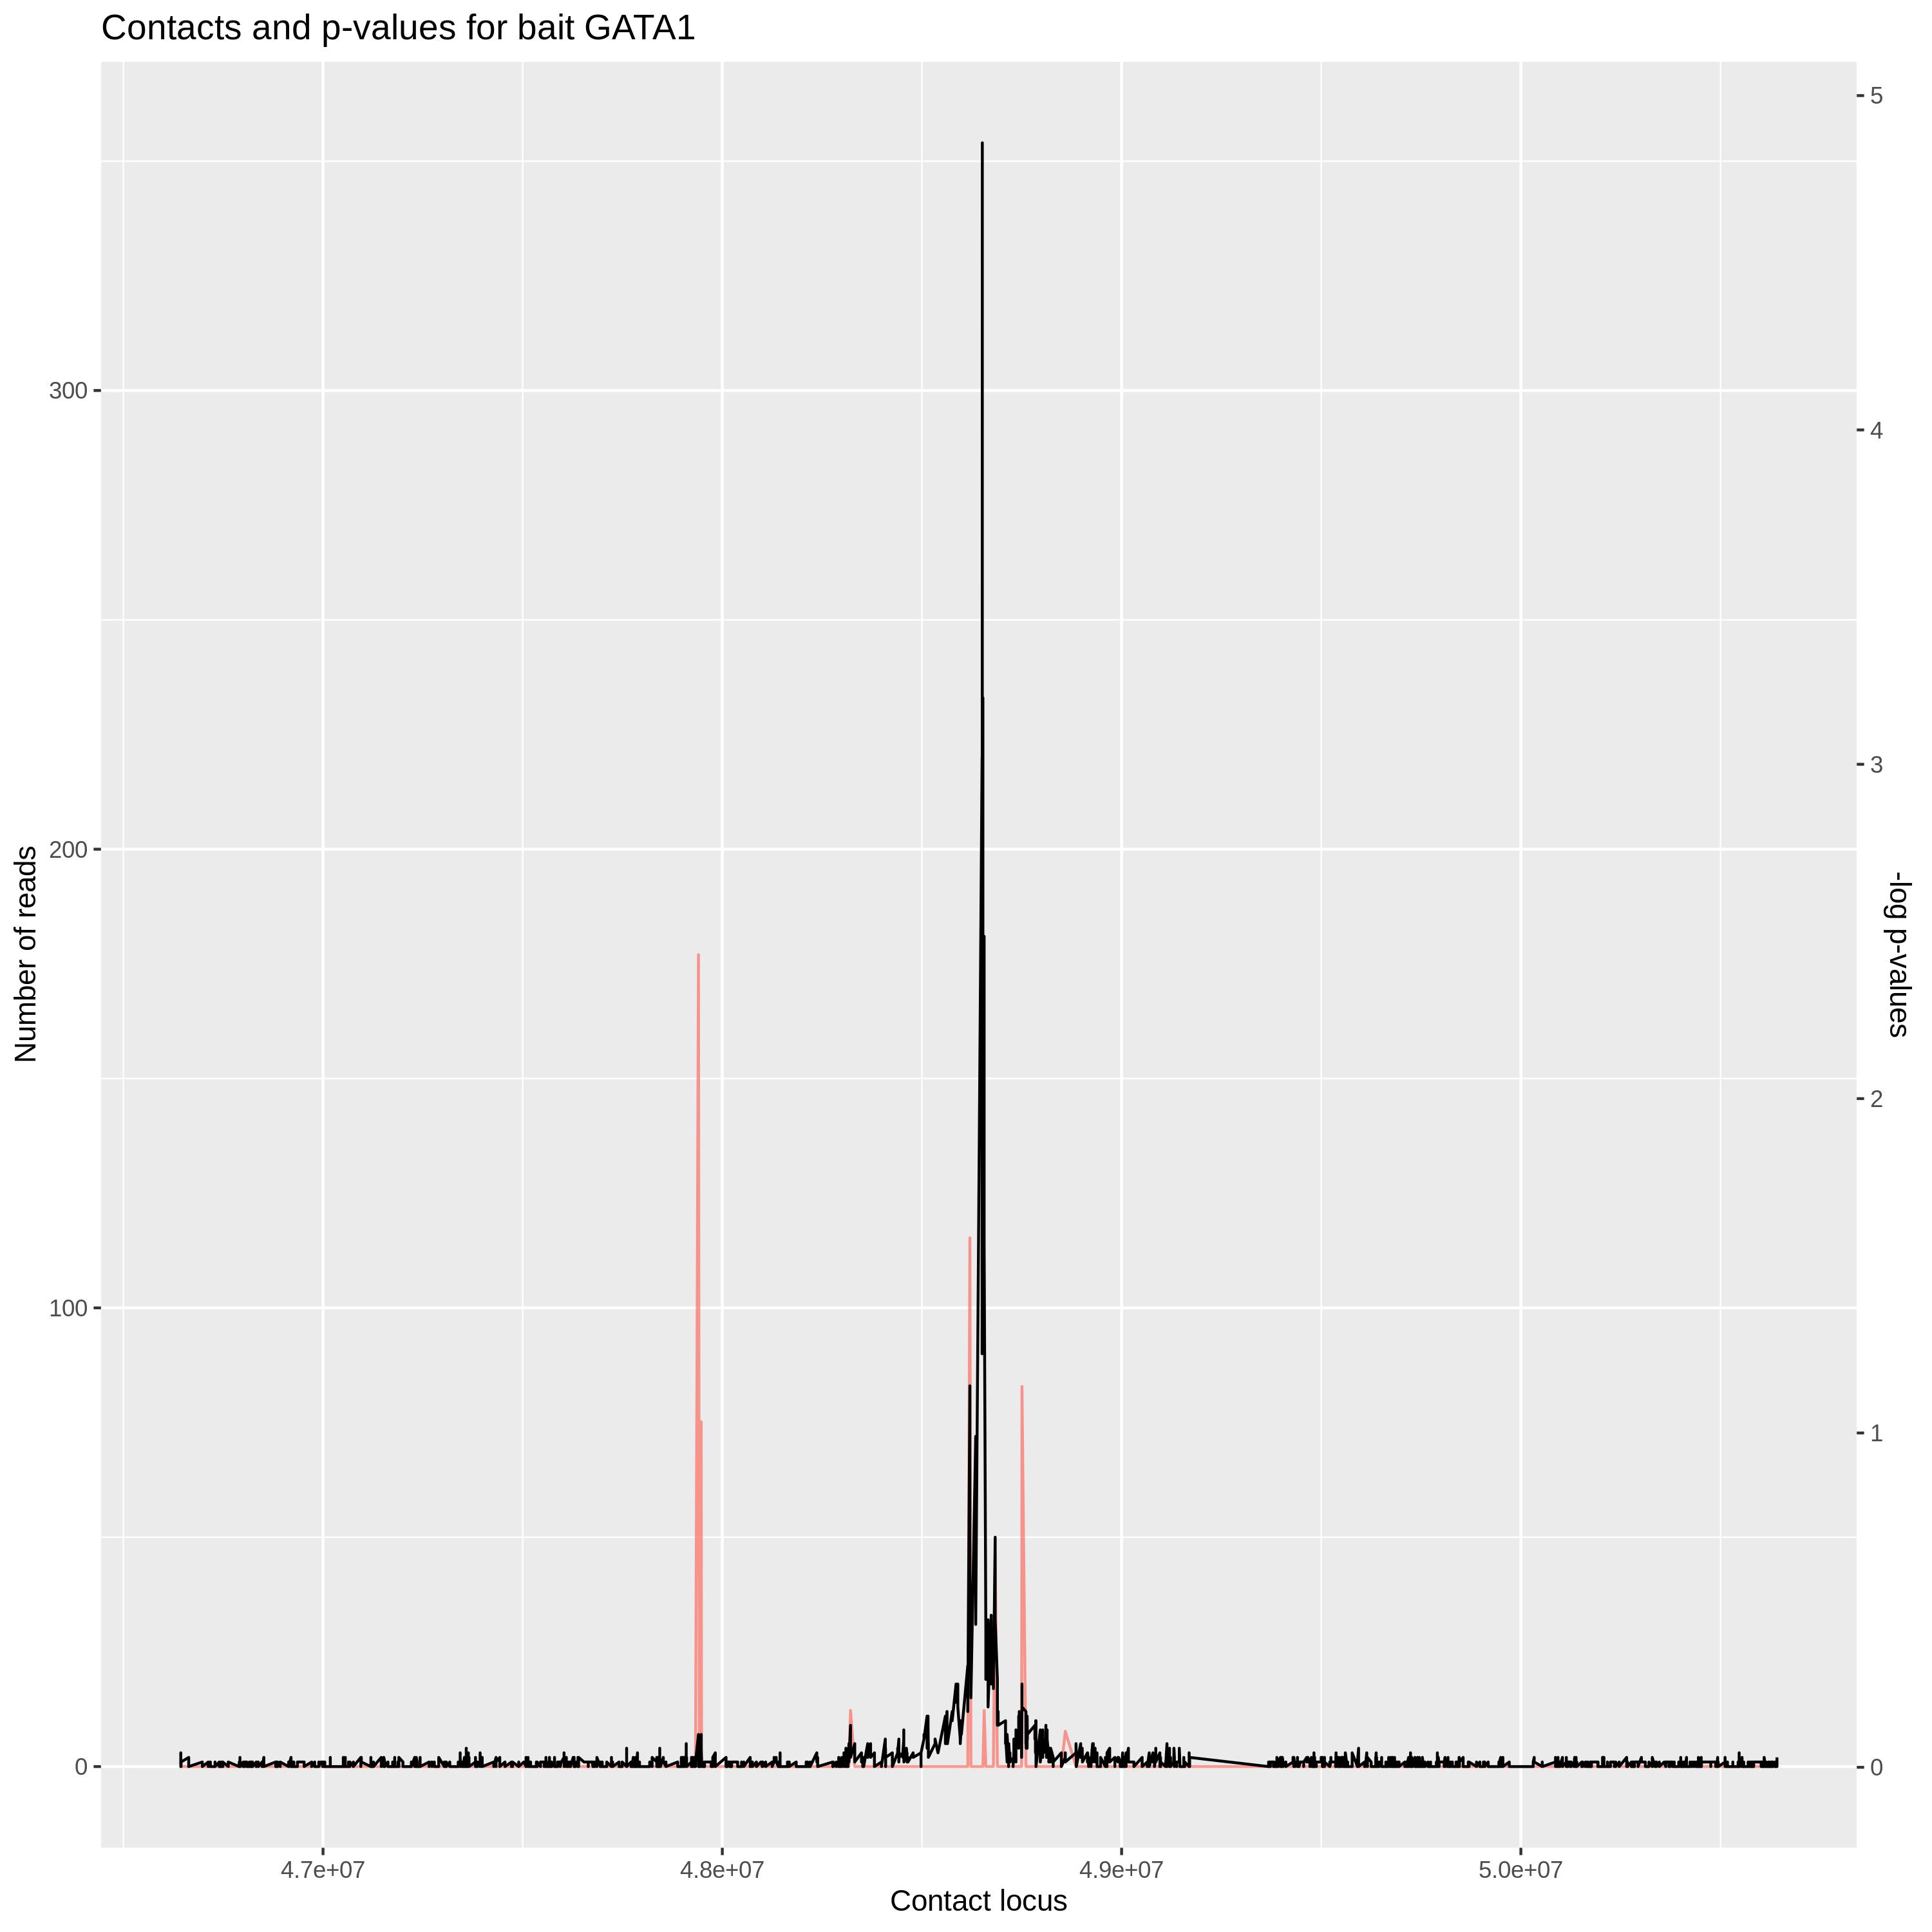 Contacts and p-values for bait GATA1
Number of reads
300
200
100
0
5
4
3
2
1
0
-log p-values
4.7e+07 4.8e+07 4.9e+07 5.0e+07
Contact locus